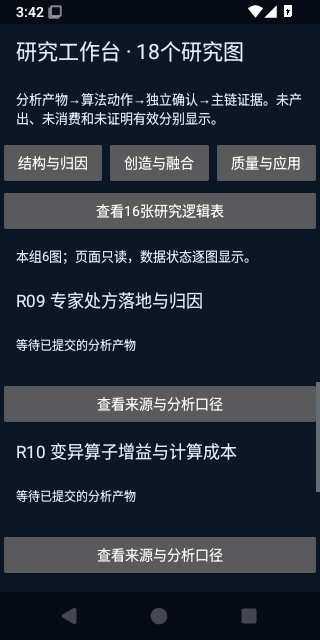 3:42
研究工作台 · 18个研究图
分析产物→算法动作→独立确认→主链证据。未产
出、未消费和未证明有效分别显示。
结构与归因 创造与融合 质量与应用
查看16张研究逻辑表
本组6图；页面只读，数据状态逐图显示。
R09 专家处方落地与归因
等待已提交的分析产物
查看来源与分析口径
R10 变异算子增益与计算成本
等待已提交的分析产物
查看来源与分析口径